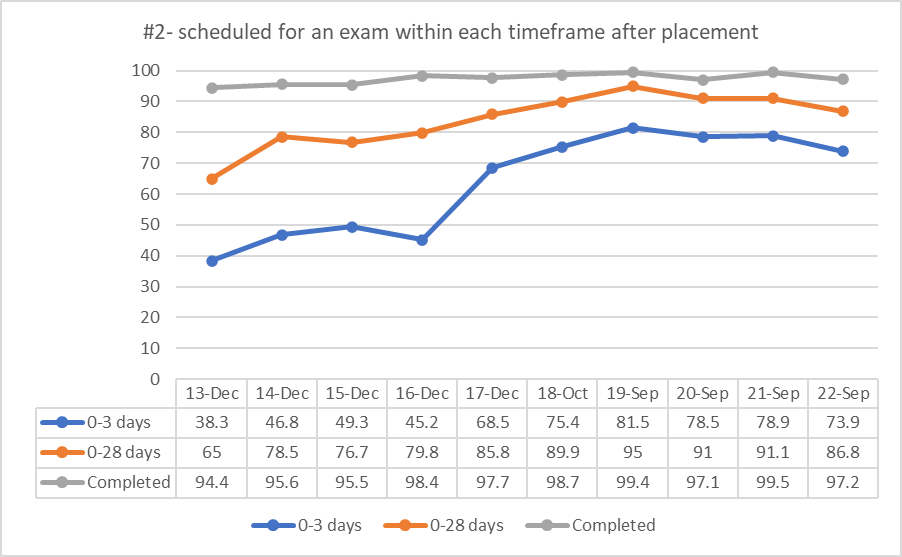 #2- scheduled for an exam within each timeframe after placement
100
90
80
70
60
50
40
30
20
10
0
13-Dec 14-Dec 15-Dec 16-Dec 17-Dec 18-Oct 19-Sep 20-Sep 21-Sep 22-Sep
0-3 days 38.3 46.8 49.3 45.2 68.5 75.4 81.5 78.5 78.9 73.9
0-28 days 65 78.5 76.7 79.8 85.8 89.9 95 91 91.1 86.8
Completed 94.4 95.6 95.5 98.4 97.7 98.7 99.4 97.1 99.5 97.2
0-3 days 0-28 days Completed